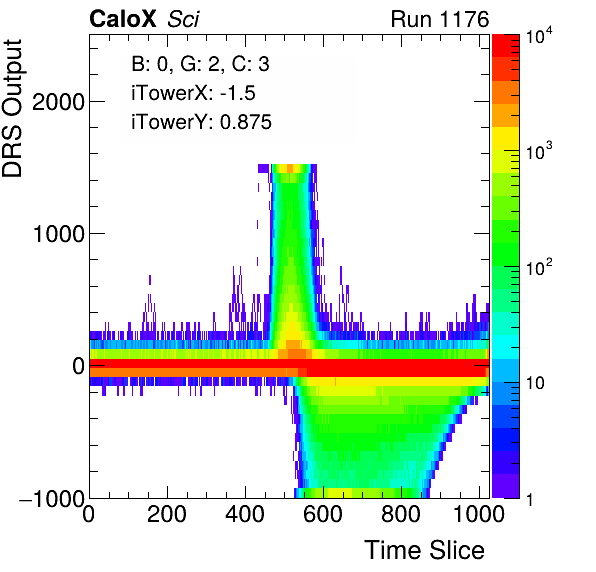 CaloX Sci Run 1176
DRS Output
B: 0, G: 2, C: 3
iTowerX: -1.5
iTowerY: 0.875
2000
1000
0
−1000
0 200 400 600 800 1000
Time Slice
10⁴
10³
10²
10
1